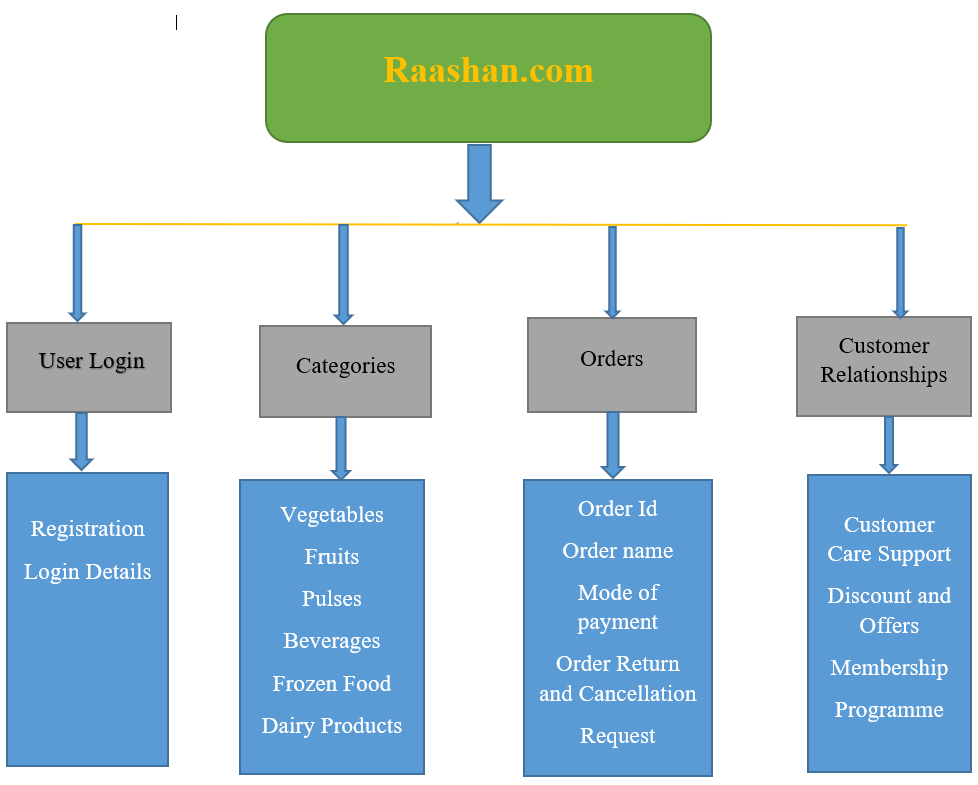 Raashan.com
User Login
Categories
Orders
Customer
Relationships
Registration
Login Details
Vegetables
Fruits
Pulses
Beverages
Frozen Food
Dairy Products
Order Id
Order name
Mode of
payment
Order Return
and Cancellation
Request
Customer
Care Support
Discount and
Offers
Membership
Programme